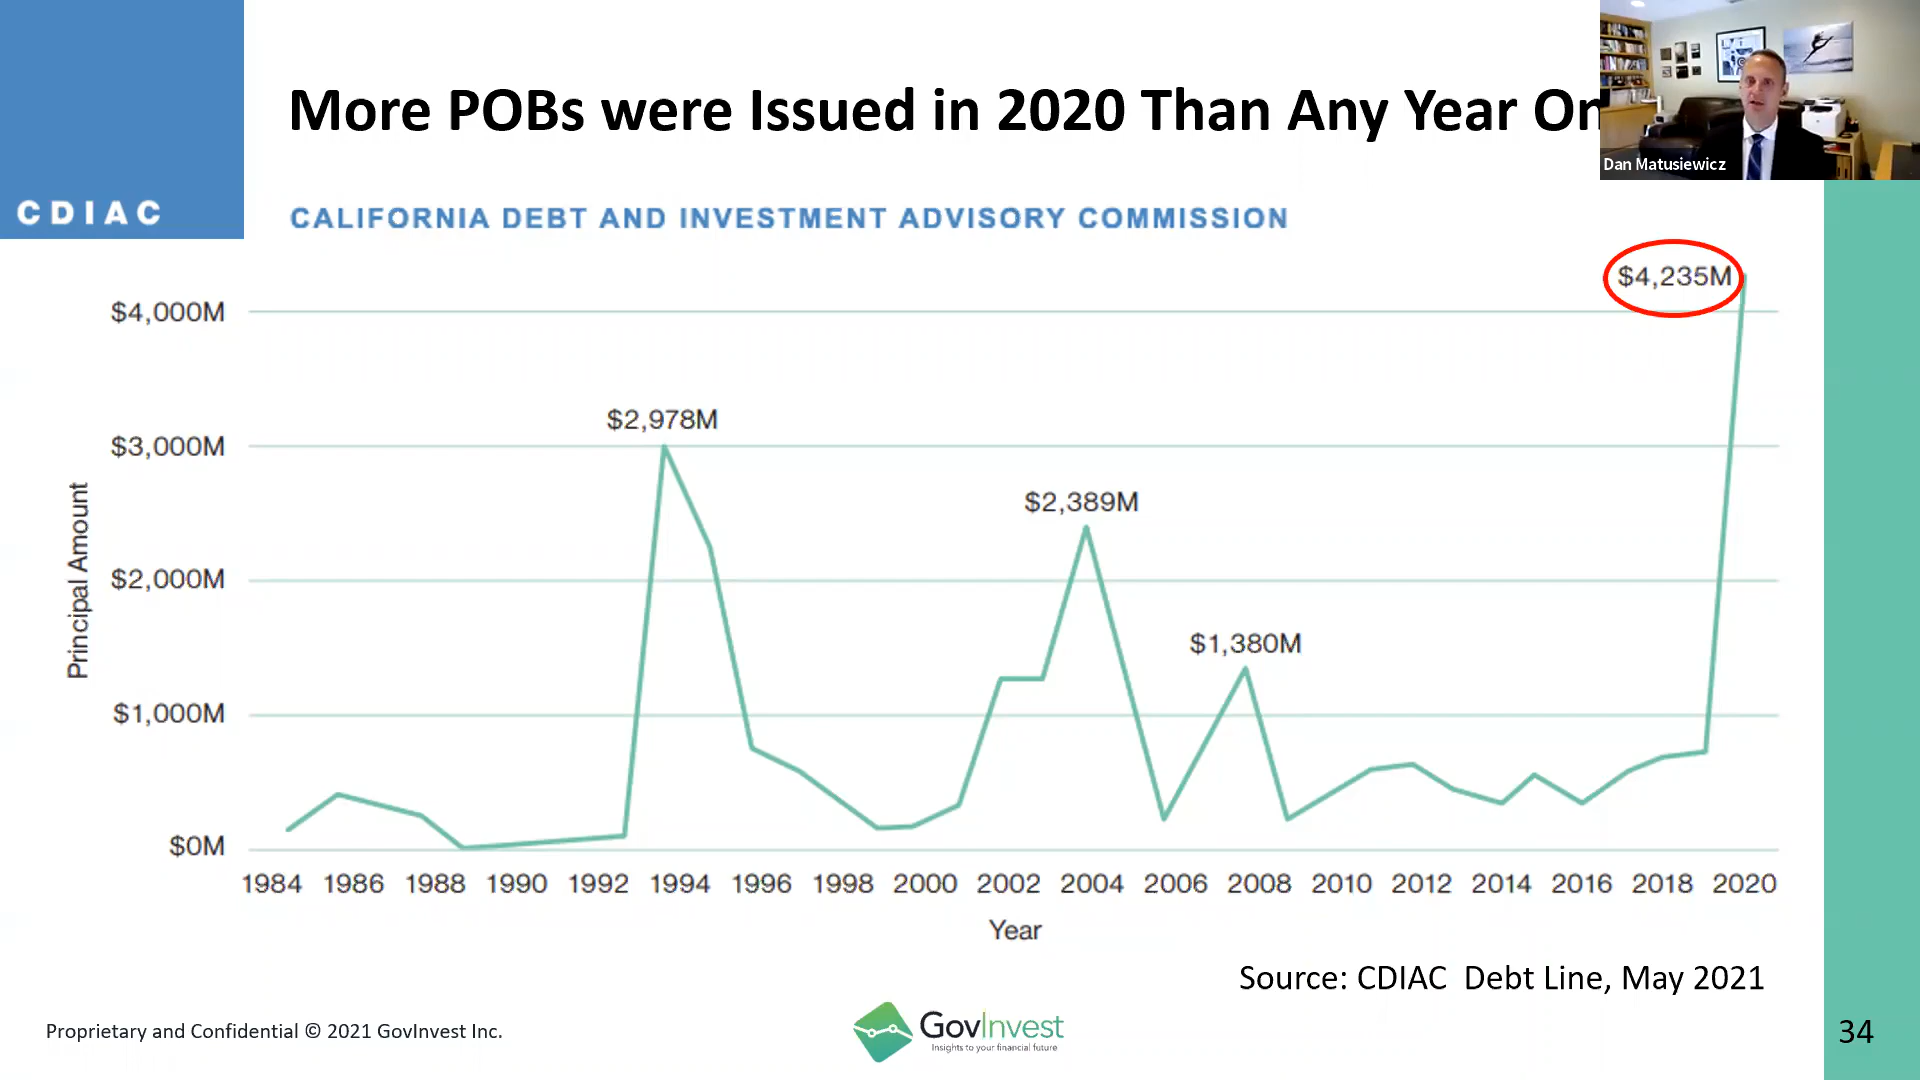 More POBs were Issued in 2020 Than Any Year On
Dan Matusiewicz
CDIAC
CALIFORNIA DEBT AND INVESTMENT ADVISORY COMMISSION
$4,235M
$4,000M
$2,978M
$3,000M
$2,389M
$2,000M
$1,380M
$1,000M
$0M
Principal Amount
1984 1986 1988 1990 1992 1994 1996 1998 2000 2002 2004 2006 2008 2010 2012 2014 2016 2018 2020
Year
Source: CDIAC Debt Line, May 2021
Proprietary and Confidential © 2021 GovInvest Inc.
GovInvest
Insights to your financial future
34